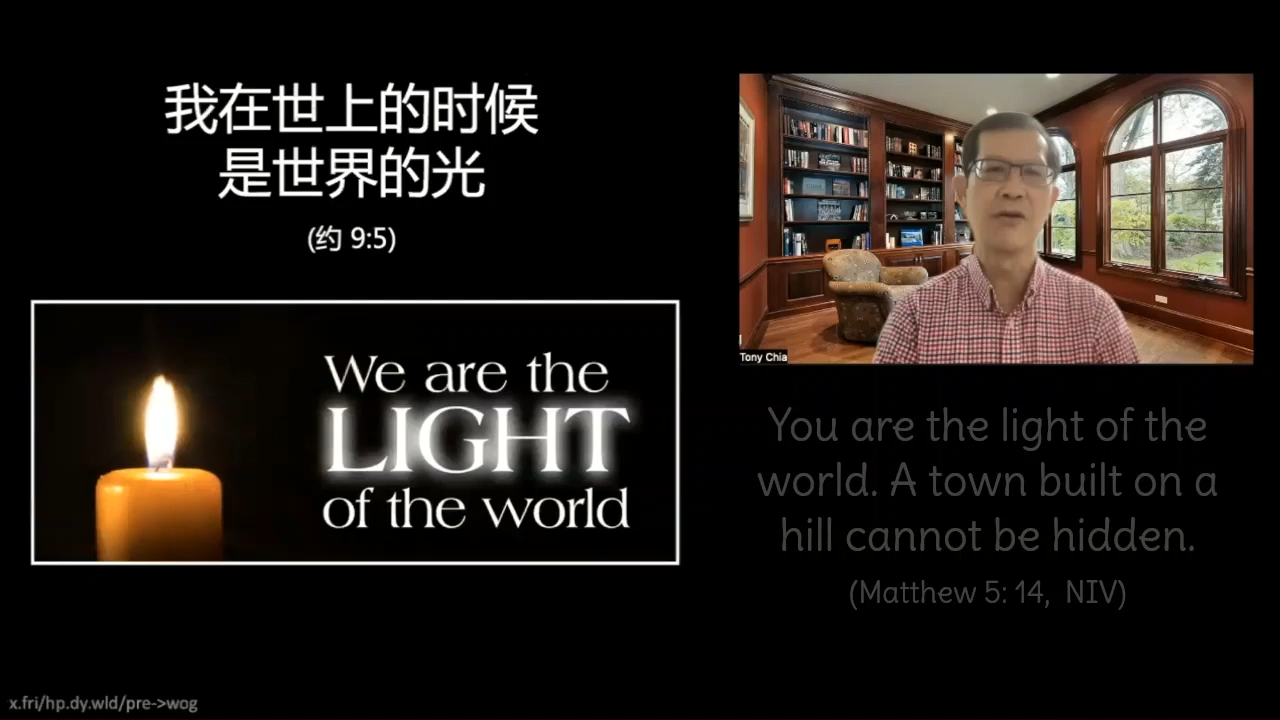 我在世上的时候
是世界的光
(约 9:5)
We are the
LIGHT
of the world
Tony Chia
You are the light of the
world. A town built on a
hill cannot be hidden.
(Matthew 5: 14, NIV)
x.fri/hp.dy.wld/pre->wog